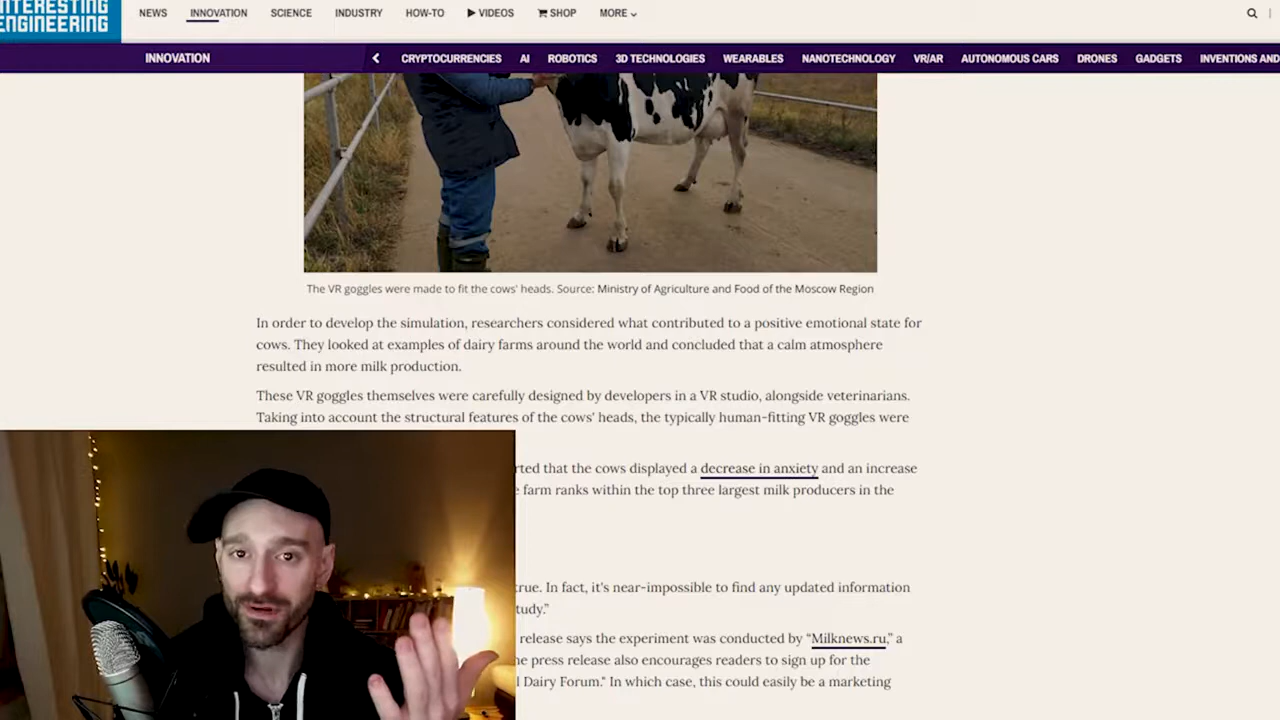 INTERESTING
ENGINEERING
NEWS INNOVATION SCIENCE INDUSTRY HOW-TO VIDEOS SHOP MORE
INNOVATION CRYPTOCURRENCIES AI ROBOTICS 3D TECHNOLOGIES WEARABLES NANOTECHNOLOGY VR/AR AUTONOMOUS CARS DRONES GADGETS INVENTIONS AND
The VR goggles were made to fit the cows' heads. Source: Ministry of Agriculture and Food of the Moscow Region
In order to develop the simulation, researchers considered what contributed to a positive emotional state for
cows. They looked at examples of dairy farms around the world and concluded that a calm atmosphere
resulted in more milk production.
These VR goggles themselves were carefully designed by developers in a VR studio, alongside veterinarians.
Taking into account the structural features of the cows' heads, the typically human-fitting VR goggles were
rted that the cows displayed a decrease in anxiety and an increase
farm ranks within the top three largest milk producers in the
true. In fact, it's near-impossible to find any updated information
tudy.”
release says the experiment was conducted by “Milknews.ru,” a
he press release also encourages readers to sign up for the
l Dairy Forum." In which case, this could easily be a marketing